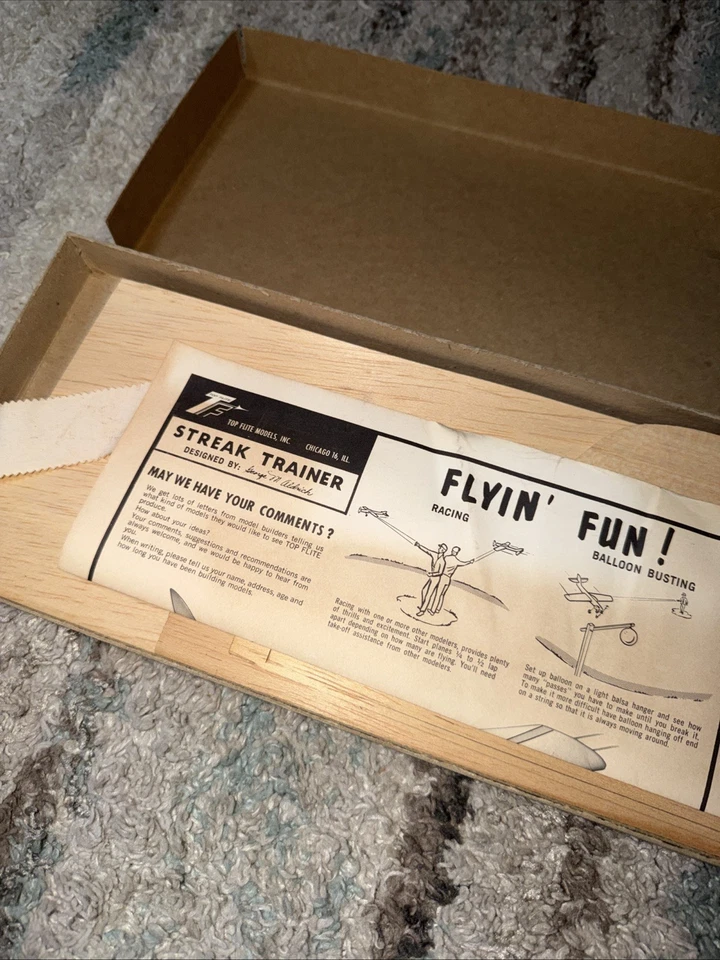 TF
TOP FLITE MODELS, INC. CHICAGO 16, ILL.
STREAK TRAINER
DESIGNED BY: George M Aldrich
MAY WE HAVE YOUR COMMENTS?
We get lots of letters from model builders telling us
what kind of models they would like to see TOP FLITE
produce.
How about your ideas?
Your comments, suggestions and recommendations are
always welcome, and we would be happy to hear from
you.
When writing, please tell us your name, address, age and
how long you have been building models.
FLYIN' FUN!
RACING
Racing with one or more other modelers, provides plenty
of thrills and excitement. Start planes ¼ to ½ lap
apart depending on how many are flying. You'll need
take-off assistance from other modelers.
BALLOON BUSTING
Set up balloon on a light balsa hanger and see how
many "passes" you have to make until you break it.
To make it more difficult have balloon hanging off end
on a string so that it is always moving around.